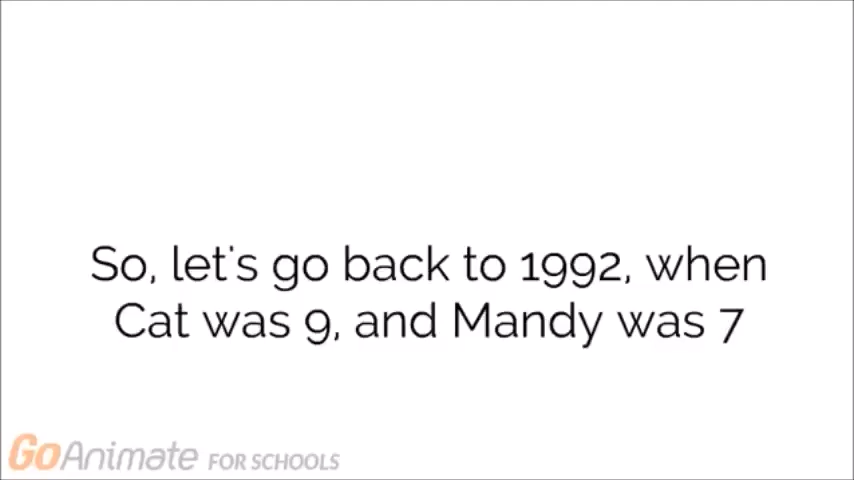 So, let's go back to 1992, when
Cat was 9, and Mandy was 7
GoAnimate FOR SCHOOLS